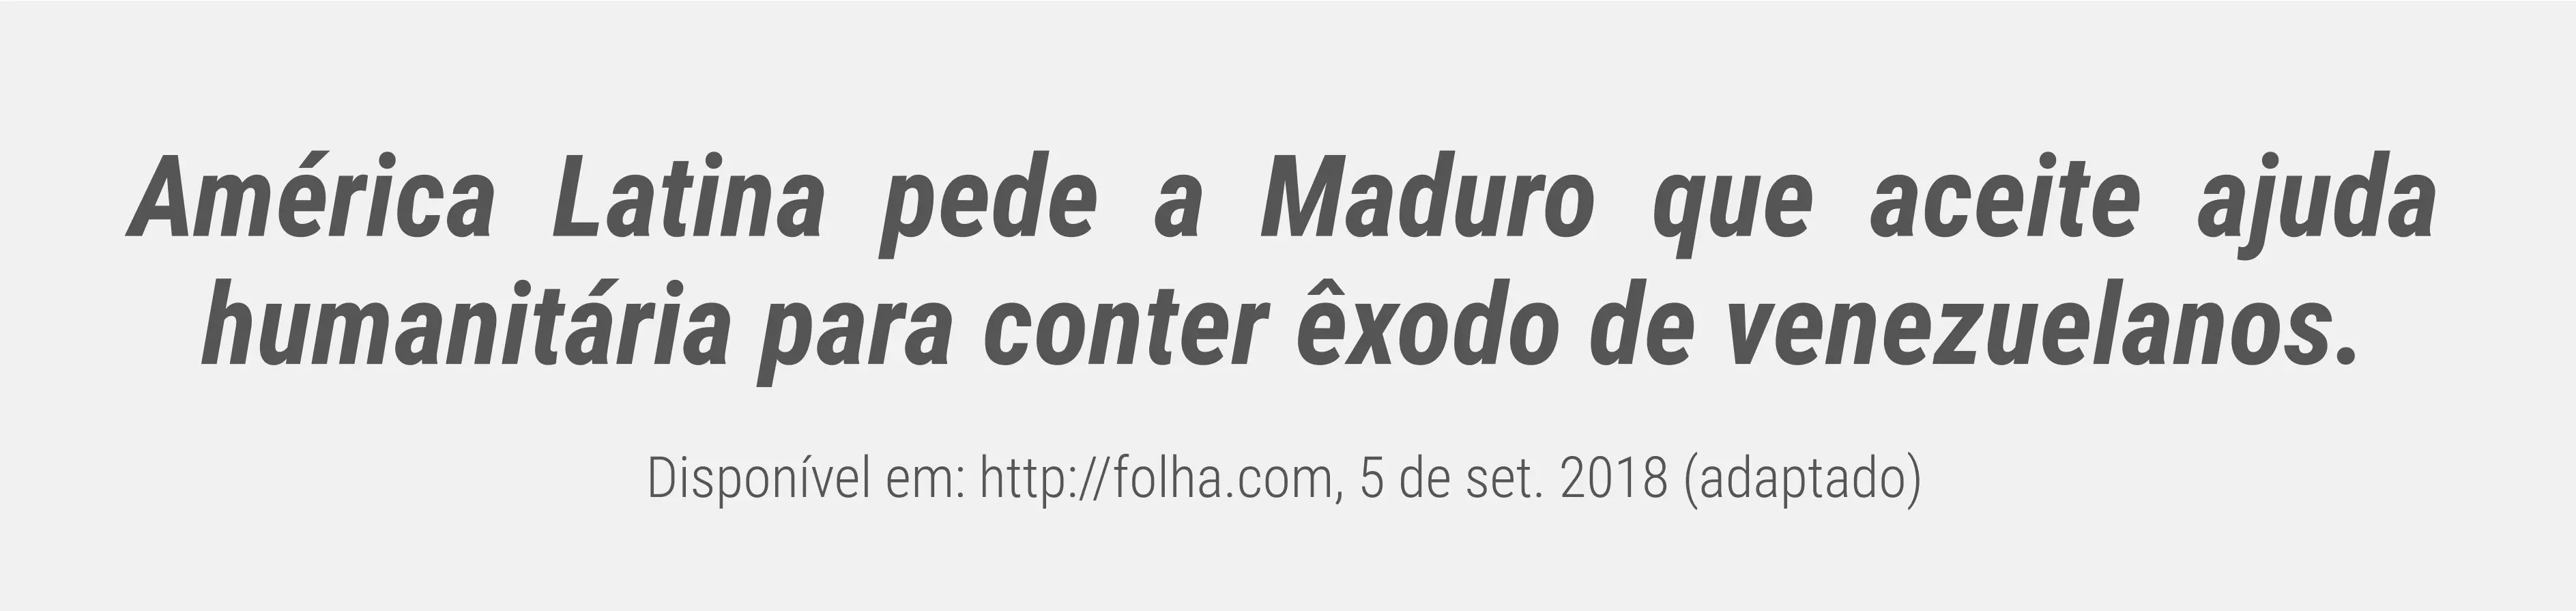 América Latina pede a Maduro que aceite ajuda
humanitária para conter êxodo de venezuelanos.
Disponível em: http://folha.com, 5 de set. 2018 (adaptado)